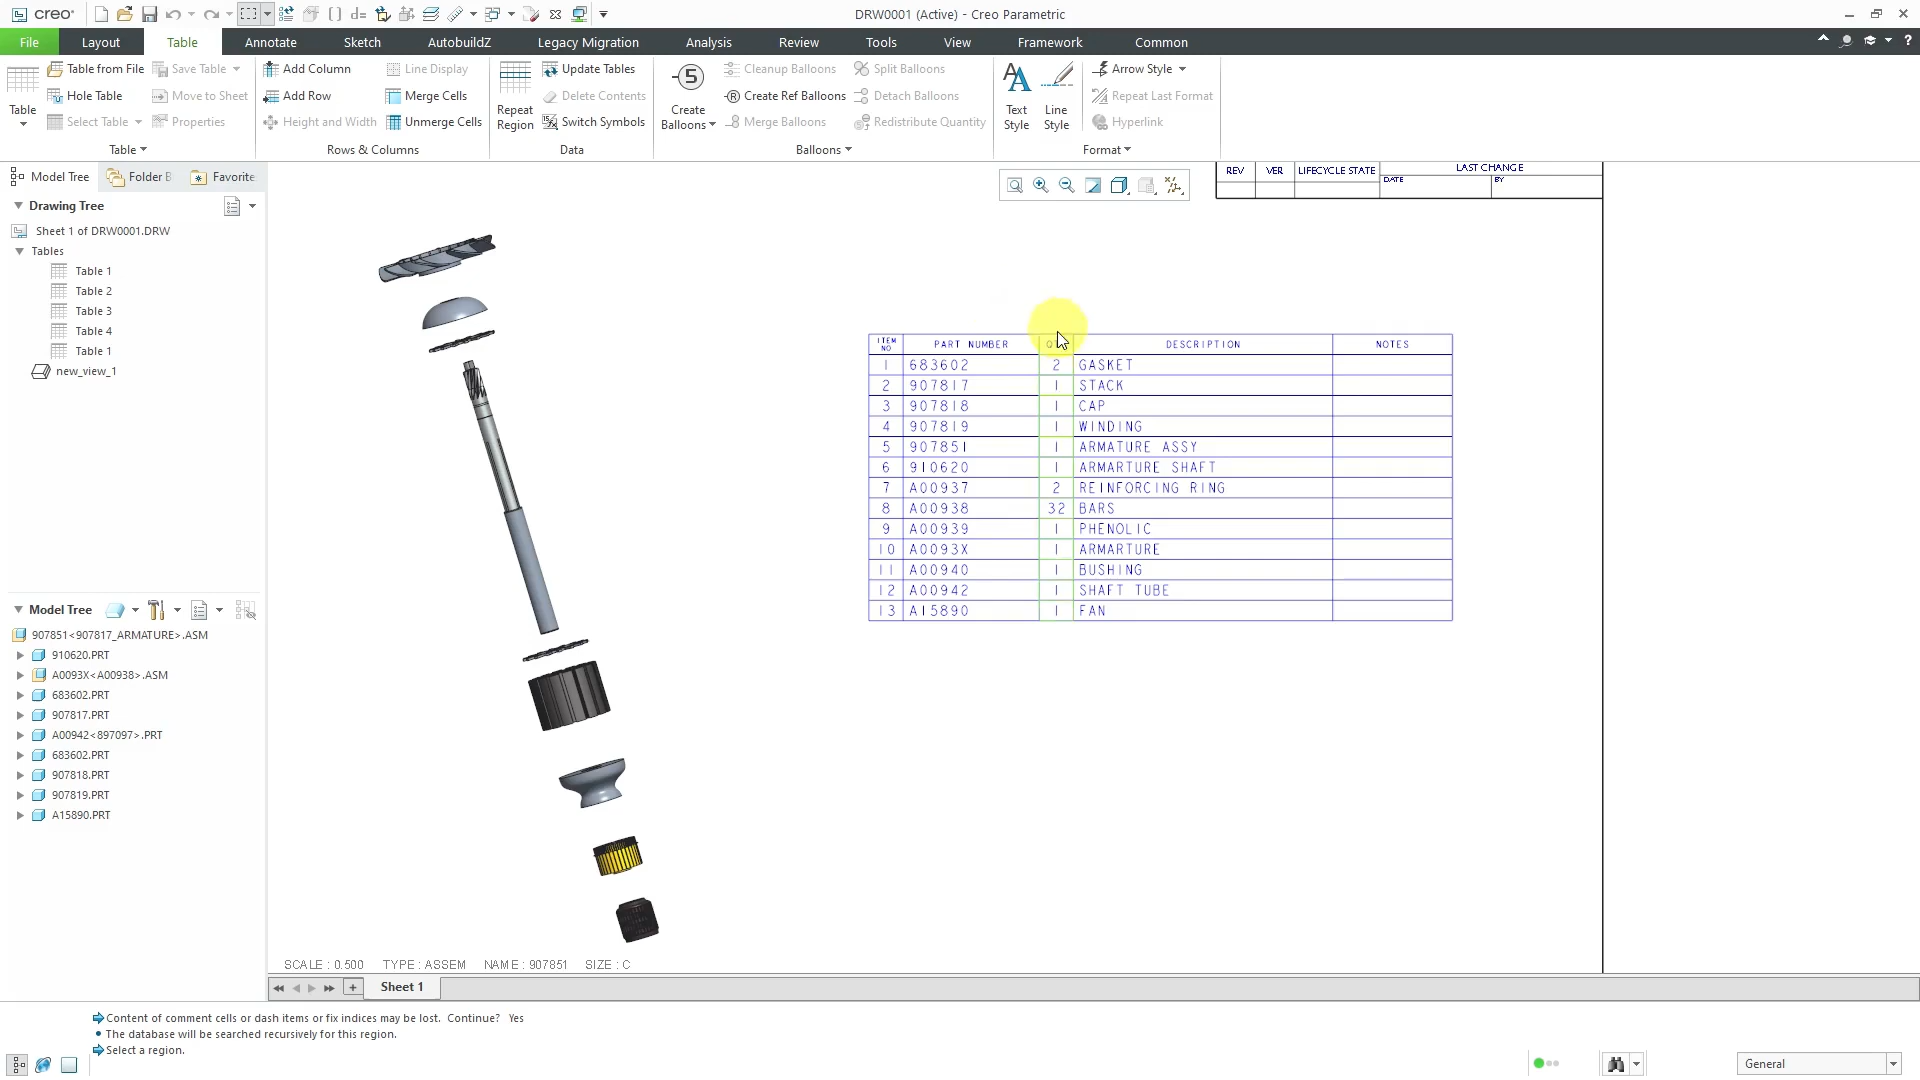 creo®
DRW0001 (Active) - Creo Parametric
File
Layout
Table
Annotate
Sketch
AutobuildZ
Legacy Migration
Analysis
Review
Tools
View
Framework
Common
Table
Table from File
Hole Table
Select Table
Save Table
Move to Sheet
Properties
Table
Add Column
Add Row
Height and Width
Line Display
Merge Cells
Unmerge Cells
Rows & Columns
Repeat
Region
Update Tables
Delete Contents
Switch Symbols
Data
Create
Balloons
Cleanup Balloons
Create Ref Balloons
Merge Balloons
Split Balloons
Detach Balloons
Redistribute Quantity
Balloons
Text
Style
Line
Style
Arrow Style
Repeat Last Format
Hyperlink
Format
Model Tree
Folder B
Favorite
Drawing Tree
Sheet 1 of DRW0001.DRW
Tables
Table 1
Table 2
Table 3
Table 4
Table 1
new_view_1
Model Tree
907851<907817_ARMATURE>.ASM
910620.PRT
A0093X<A00938>.ASM
683602.PRT
907817.PRT
A00942<897097>.PRT
683602.PRT
907818.PRT
907819.PRT
A15890.PRT
REV VER LIFECYCLE STATE LAST CHANGE
DATE BY
ITEM NO PART NUMBER DESCRIPTION NOTES
1 683602 2 GASKET
2 907817 1 STACK
3 907818 1 CAP
4 907819 1 WINDING
5 907851 1 ARMATURE ASSY
6 910620 1 ARMARTURE SHAFT
7 A00937 2 REINFORCING RING
8 A00938 32 BARS
9 A00939 1 PHENOLIC
10 A0093X 1 ARMARTURE
11 A00940 1 BUSHING
12 A00942 1 SHAFT TUBE
13 A15890 1 FAN
SCALE : 0.500 TYPE : ASSEM NAME : 907851 SIZE : C
Sheet 1
Content of comment cells or dash items or fix indices may be lost. Continue? Yes
The database will be searched recursively for this region.
Select a region.
General